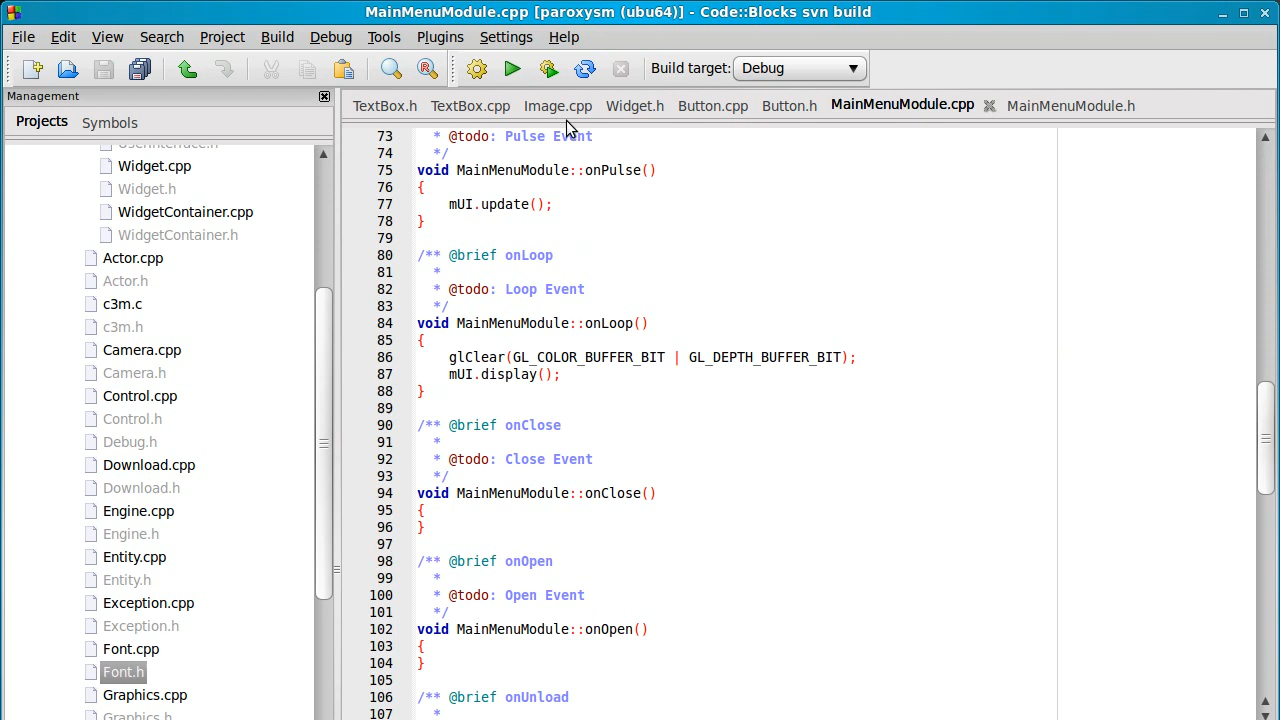 MainMenuModule.cpp [paroxysm (ubu64)] - Code::Blocks svn build
File Edit View Search Project Build Debug Tools Plugins Settings Help
Build target: Debug
Management
Projects Symbols
UserInterface.h
Widget.cpp
Widget.h
WidgetContainer.cpp
WidgetContainer.h
Actor.cpp
Actor.h
c3m.c
c3m.h
Camera.cpp
Camera.h
Control.cpp
Control.h
Debug.h
Download.cpp
Download.h
Engine.cpp
Engine.h
Entity.cpp
Entity.h
Exception.cpp
Exception.h
Font.cpp
Font.h
Graphics.cpp
Graphics.h
TextBox.h TextBox.cpp Image.cpp Widget.h Button.cpp Button.h MainMenuModule.cpp MainMenuModule.h
73 * @todo: Pulse Event
74 */
75 void MainMenuModule::onPulse()
76 {
77 mUI.update();
78 }
79
80 /** @brief onLoop
81 *
82 * @todo: Loop Event
83 */
84 void MainMenuModule::onLoop()
85 {
86 glClear(GL_COLOR_BUFFER_BIT | GL_DEPTH_BUFFER_BIT);
87 mUI.display();
88 }
89
90 /** @brief onClose
91 *
92 * @todo: Close Event
93 */
94 void MainMenuModule::onClose()
95 {
96 }
97
98 /** @brief onOpen
99 *
100 * @todo: Open Event
101 */
102 void MainMenuModule::onOpen()
103 {
104 }
105
106 /** @brief onUnload
107 *